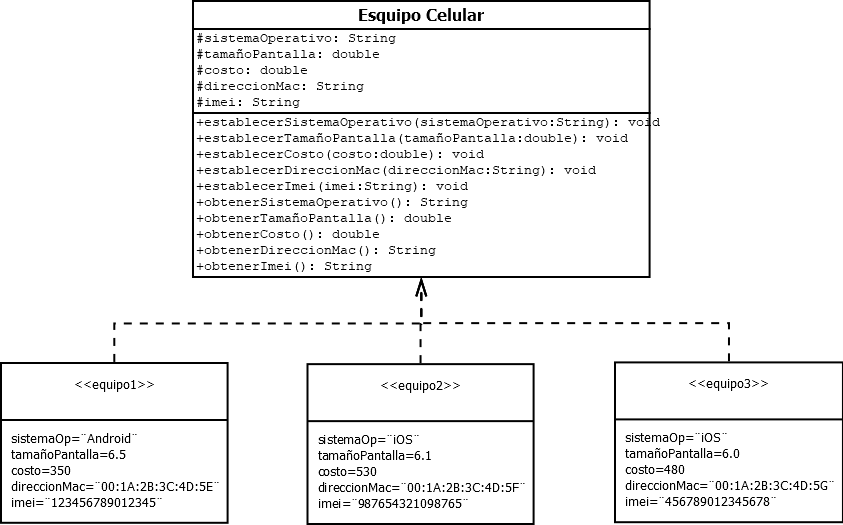 Esquipo Celular
#sistemaOperativo: String
#tamañoPantalla: double
#costo: double
#direccionMac: String
#imei: String
+establecerSistemaOperativo(sistemaOperativo:String): void
+establecerTamañoPantalla(tamañoPantalla:double): void
+establecerCosto(costo:double): void
+establecerDireccionMac(direccionMac:String): void
+establecerImei(imei:String): void
+obtenerSistemaOperativo(): String
+obtenerTamañoPantalla(): double
+obtenerCosto(): double
+obtenerDireccionMac(): String
+obtenerImei(): String
<<equipo1>>
sistemaOp=¨Android¨
tamañoPantalla=6.5
costo=350
direccionMac=¨00:1A:2B:3C:4D:5E¨
imei=¨123456789012345¨
<<equipo2>>
sistemaOp=¨iOS¨
tamañoPantalla=6.1
costo=530
direccionMac=¨00:1A:2B:3C:4D:5F¨
imei=¨987654321098765¨
<<equipo3>>
sistemaOp=¨iOS¨
tamañoPantalla=6.0
costo=480
direccionMac=¨00:1A:2B:3C:4D:5G¨
imei=¨456789012345678¨